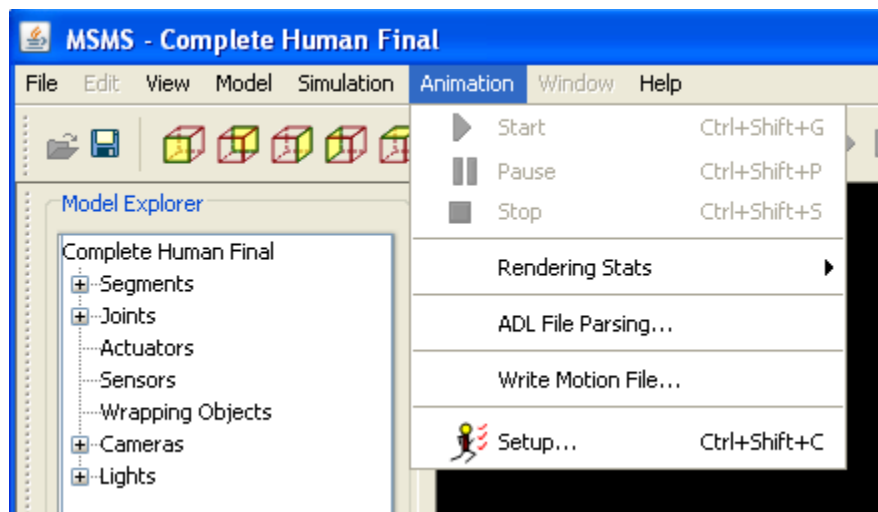 MSMS - Complete Human Final
File Edit View Model Simulation Animation Window Help
Start Ctrl+Shift+G
Pause Ctrl+Shift+P
Stop Ctrl+Shift+S
Rendering Stats
ADL File Parsing...
Write Motion File...
Setup... Ctrl+Shift+C
Model Explorer
Complete Human Final
Segments
Joints
Actuators
Sensors
Wrapping Objects
Cameras
Lights